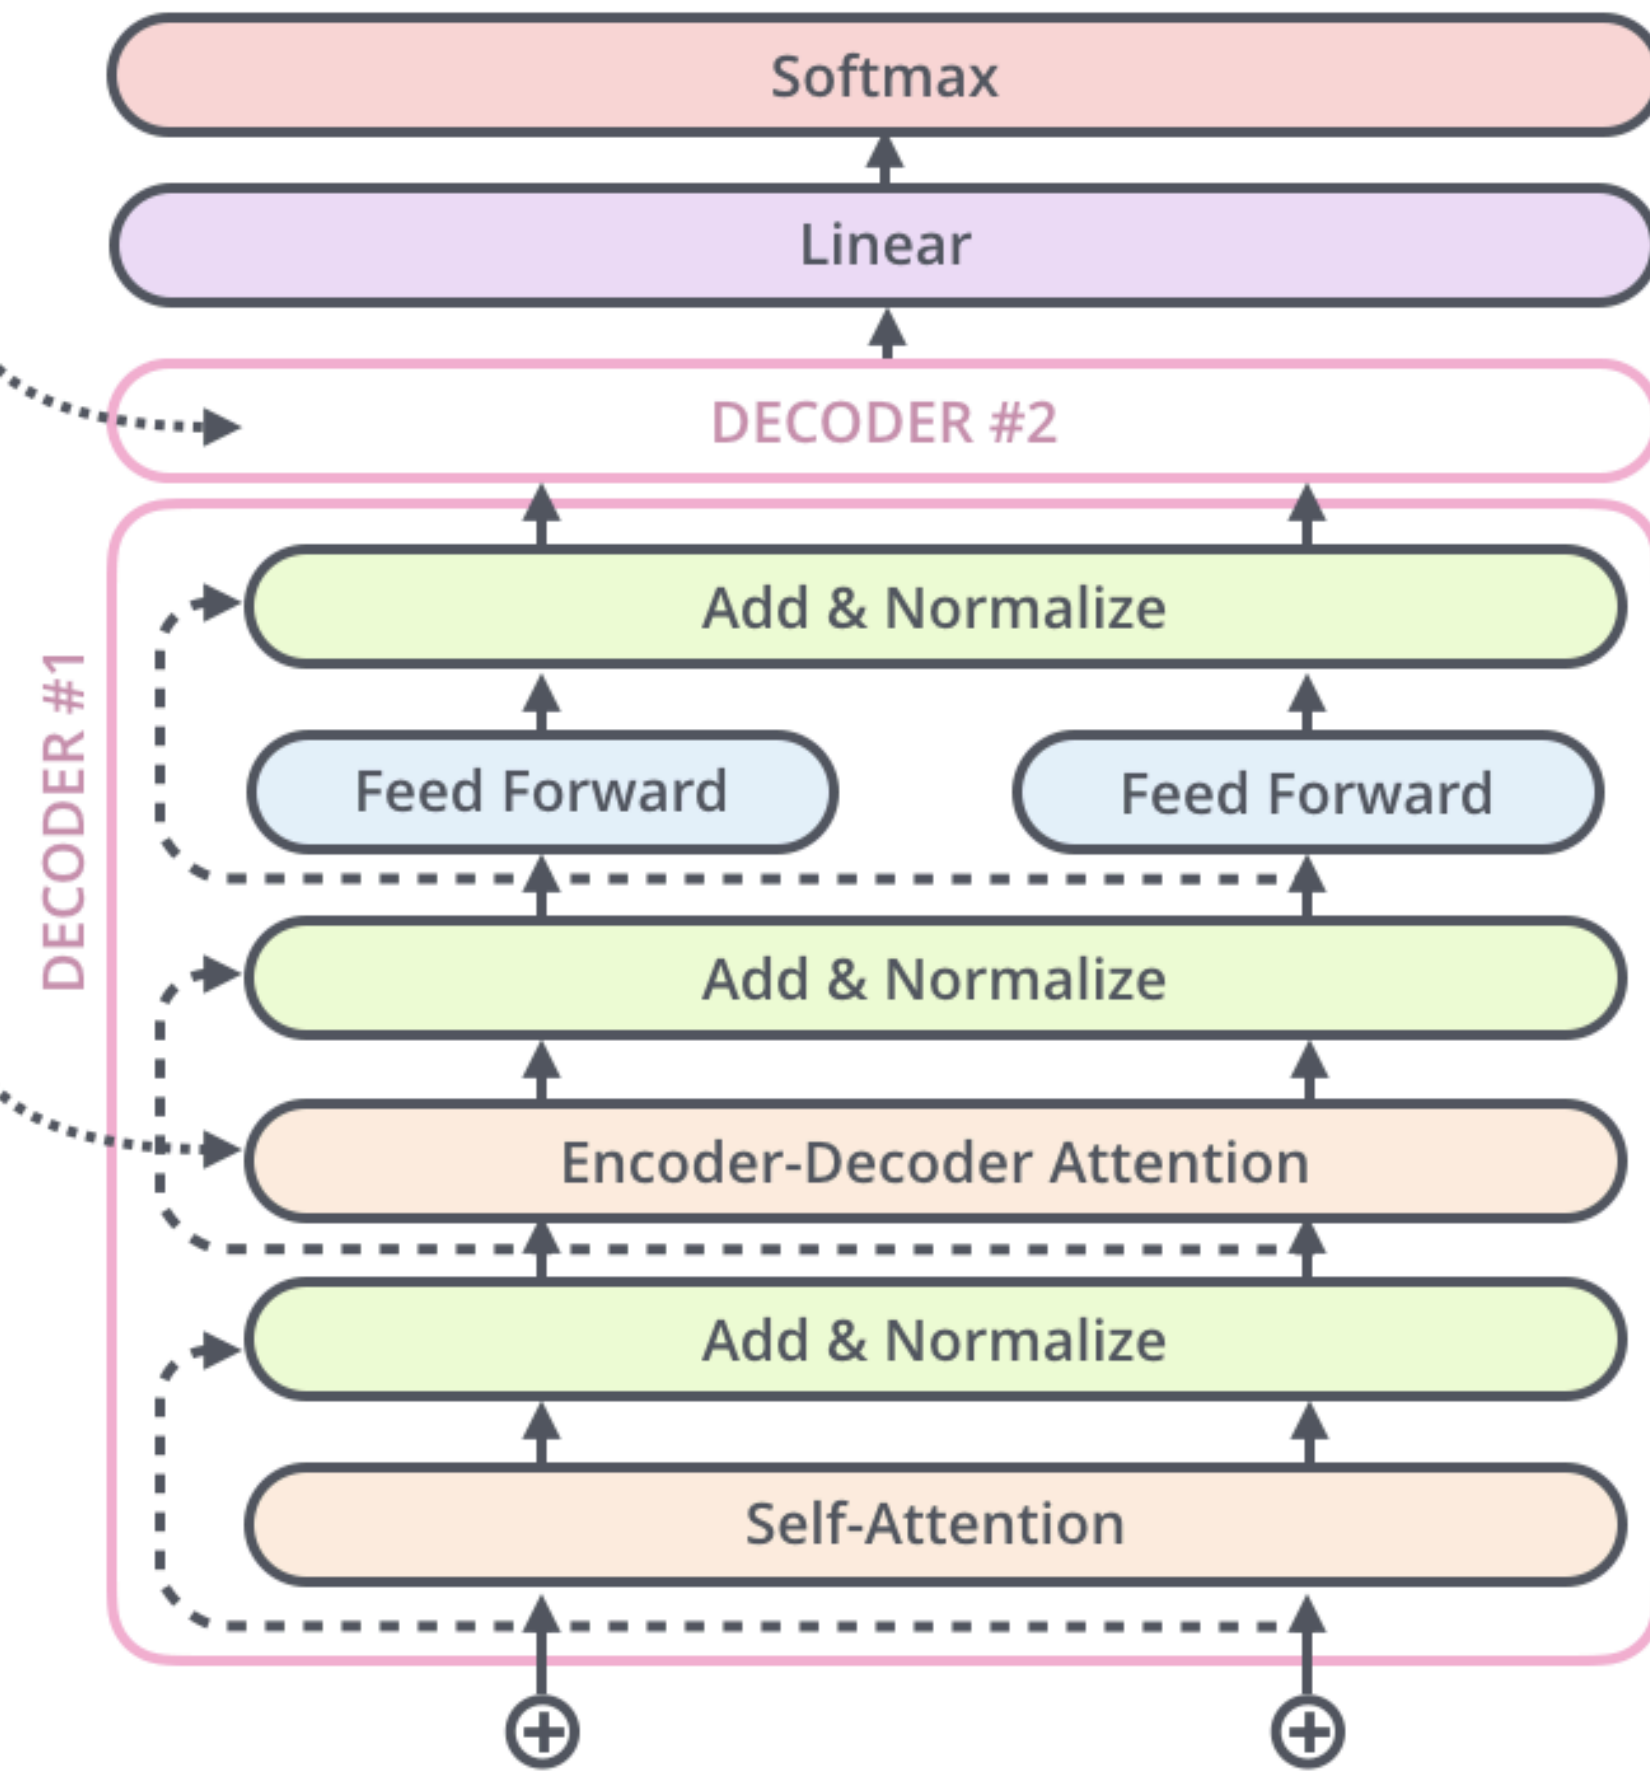 Softmax
Linear
DECODER #2
DECODER #1
Add & Normalize
Feed Forward
Feed Forward
Add & Normalize
Encoder-Decoder Attention
Add & Normalize
Self-Attention